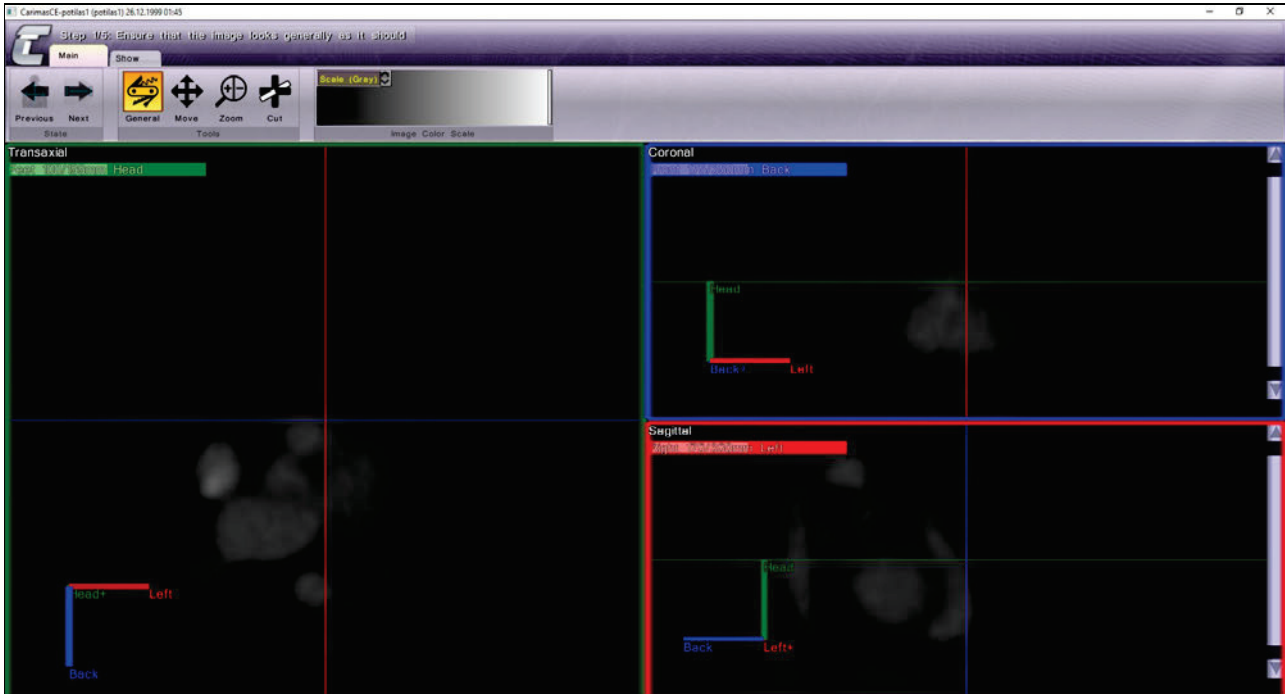 CarimasCE-potilas1 (potilas1) 26.12.1999 01:45
Step 1/5: Ensure that the image looks generally as it should
Main
Show
Previous Next
General Move Zoom Cut
Scale (Gray)
State
Tools
Image Color Scale
Transaxial
Head
Head+ Left
Back
Coronal
Back
Head
Back+ Left
Sagittal
Left
Head
Back Left+